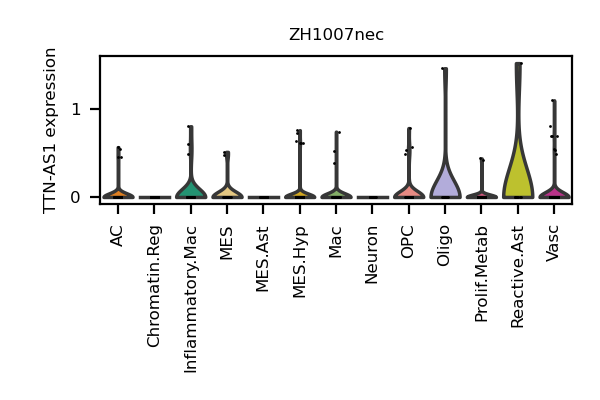 ZH1007nec
TTN-AS1 expression
1
0
AC
Chromatin.Reg
Inflammatory.Mac
MES
MES.Ast
MES.Hyp
Mac
Neuron
OPC
Oligo
Prolif.Metab
Reactive.Ast
Vasc